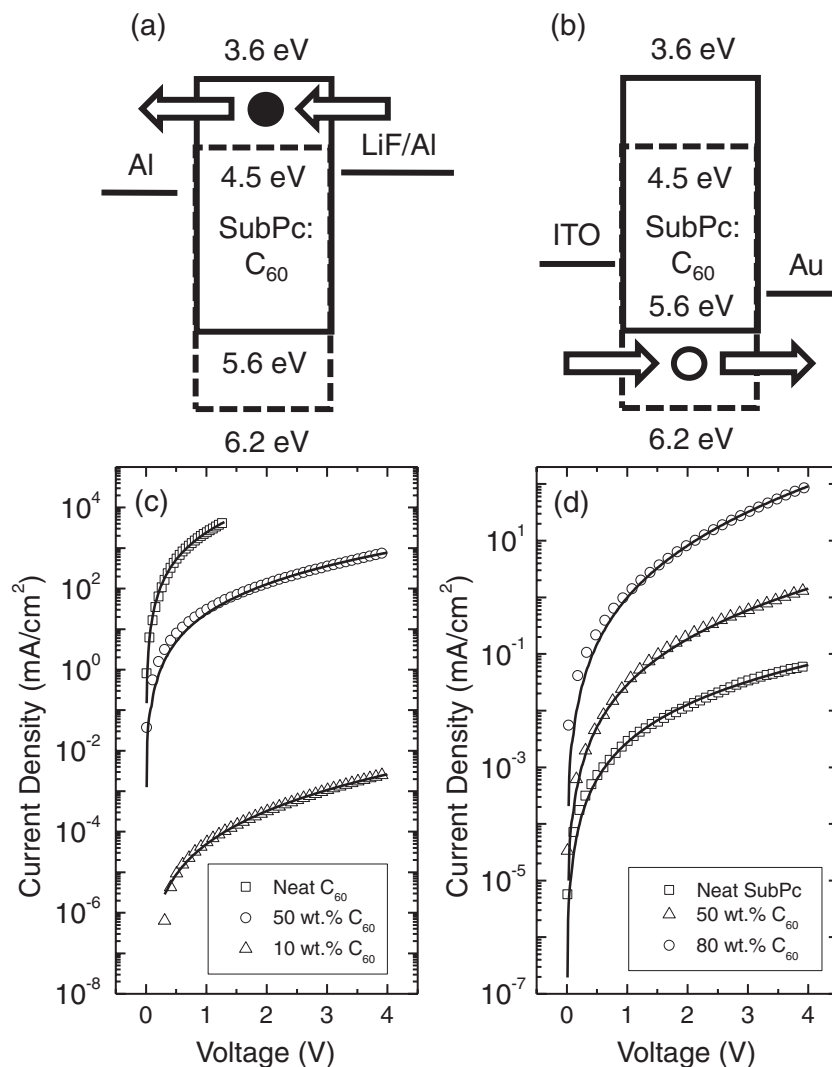 (a)
3.6 eV
Al
LiF/Al
4.5 eV
SubPc:
C60
5.6 eV
6.2 eV
(b)
3.6 eV
ITO
Au
4.5 eV
SubPc:
C60
5.6 eV
6.2 eV
(c)
Current Density (mA/cm2)
10^4
10^2
10^0
10^-2
10^-4
10^-6
10^-8
Neat C60
50 wt.% C60
10 wt.% C60
0 1 2 3 4
Voltage (V)
(d)
Current Density (mA/cm2)
10^1
10^-1
10^-3
10^-5
10^-7
Neat SubPc
50 wt.% C60
80 wt.% C60
0 1 2 3 4
Voltage (V)